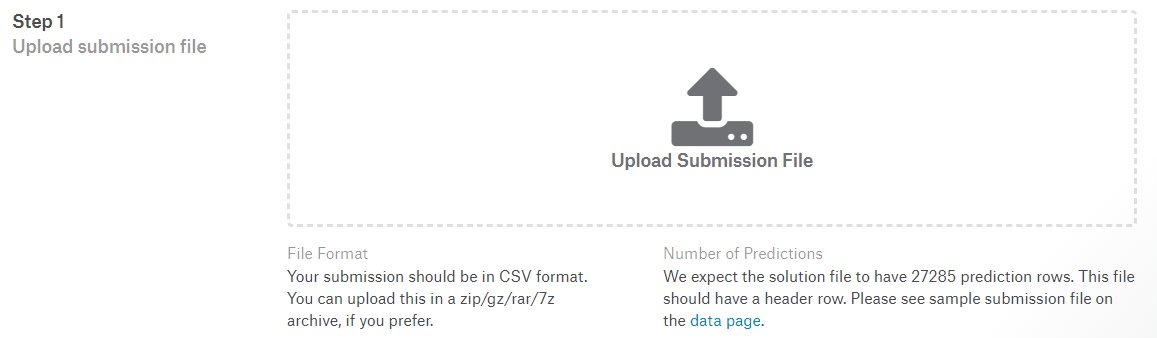 Step 1
Upload submission file
Upload Submission File
File Format
Your submission should be in CSV format.
You can upload this in a zip/gz/rar/7z
archive, if you prefer.
Number of Predictions
We expect the solution file to have 27285 prediction rows. This file
should have a header row. Please see sample submission file on
the data page.